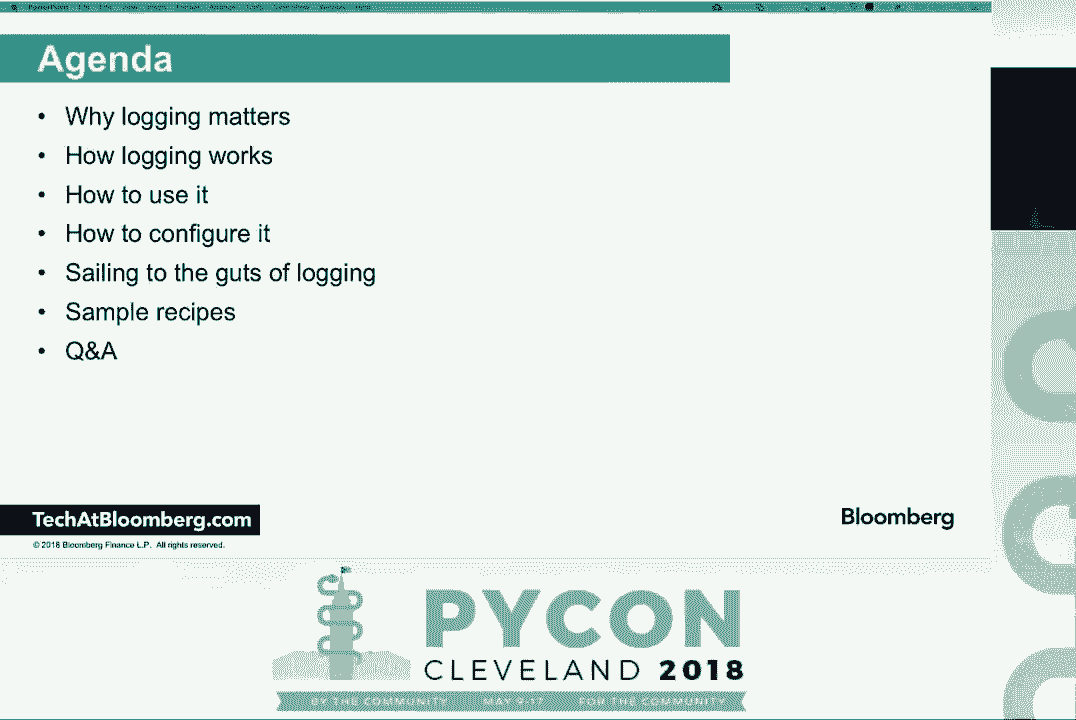 Agenda
• Why logging matters
• How logging works
• How to use it
• How to configure it
• Sailing to the guts of logging
• Sample recipes
• Q&A
TechAtBloomberg.com
Bloomberg
© 2018 Bloomberg Finance L.P. All rights reserved.
PYCON
CLEVELAND 2018
BY THE COMMUNITY MAY 9-17 FOR THE COMMUNITY